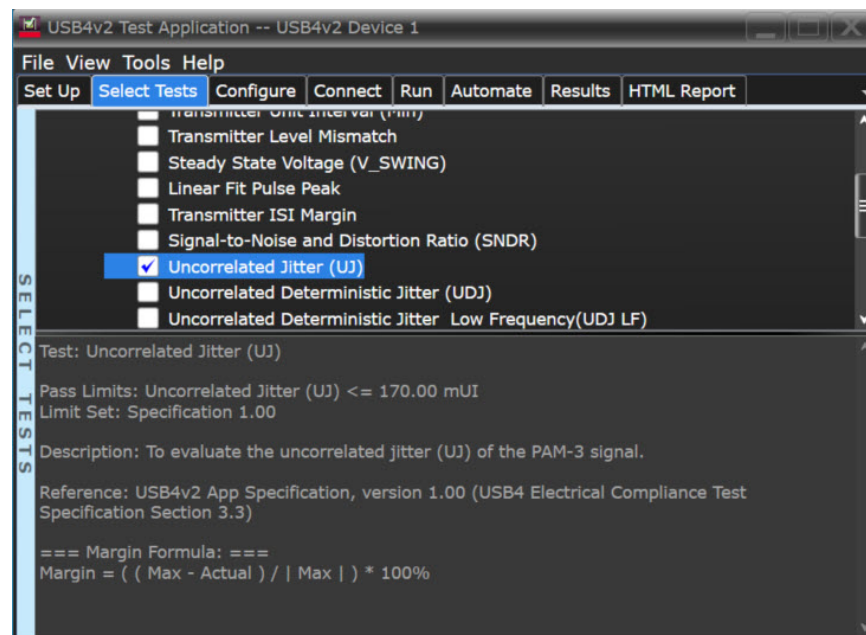 USB4v2 Test Application -- USB4v2 Device 1
File View Tools Help
Set Up Select Tests Configure Connect Run Automate Results HTML Report
Transmitter Unit Interval (Min)
Transmitter Level Mismatch
Steady State Voltage (V_SWING)
Linear Fit Pulse Peak
Transmitter ISI Margin
Signal-to-Noise and Distortion Ratio (SNDR)
Uncorrelated Jitter (UJ)
Uncorrelated Deterministic Jitter (UDJ)
Uncorrelated Deterministic Jitter Low Frequency(UDJ LF)
SELECT TESTS
Test: Uncorrelated Jitter (UJ)
Pass Limits: Uncorrelated Jitter (UJ) <= 170.00 mUI
Limit Set: Specification 1.00
Description: To evaluate the uncorrelated jitter (UJ) of the PAM-3 signal.
Reference: USB4v2 App Specification, version 1.00 (USB4 Electrical Compliance Test
Specification Section 3.3)
=== Margin Formula: ===
Margin = ( ( Max - Actual ) / | Max | ) * 100%